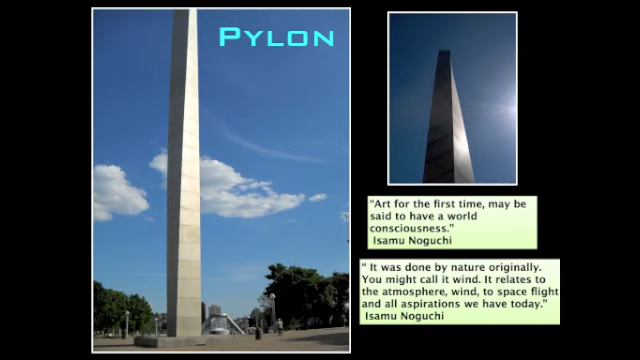 PYLON
"Art for the first time, may be
said to have a world
consciousness."
Isamu Noguchi
" It was done by nature originally.
You might call it wind. It relates to
the atmosphere, wind, to space flight
and all aspirations we have today."
Isamu Noguchi